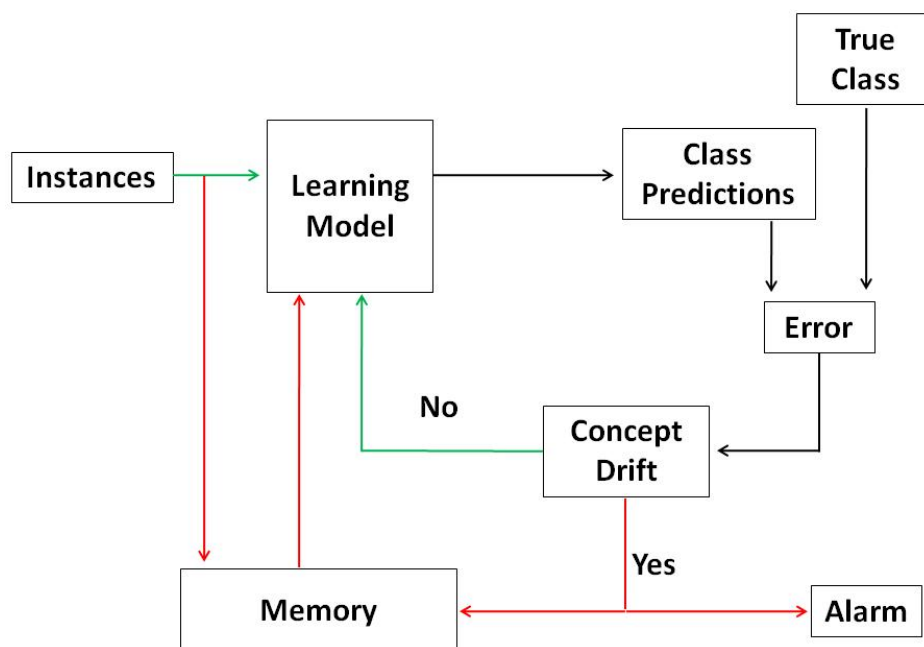 True
Class
Instances
Learning
Model
Class
Predictions
Error
No
Concept
Drift
Yes
Memory
Alarm